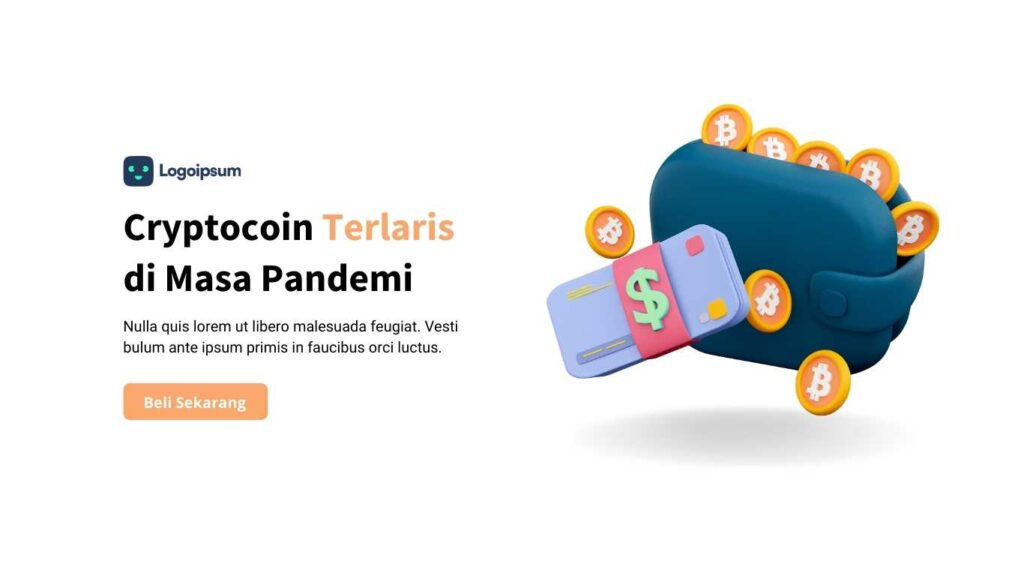 Logoipsum
Cryptocoin Terlaris
di Masa Pandemi
Nulla quis lorem ut libero malesuada feugiat. Vesti
bulum ante ipsum primis in faucibus orci luctus.
Beli Sekarang
$